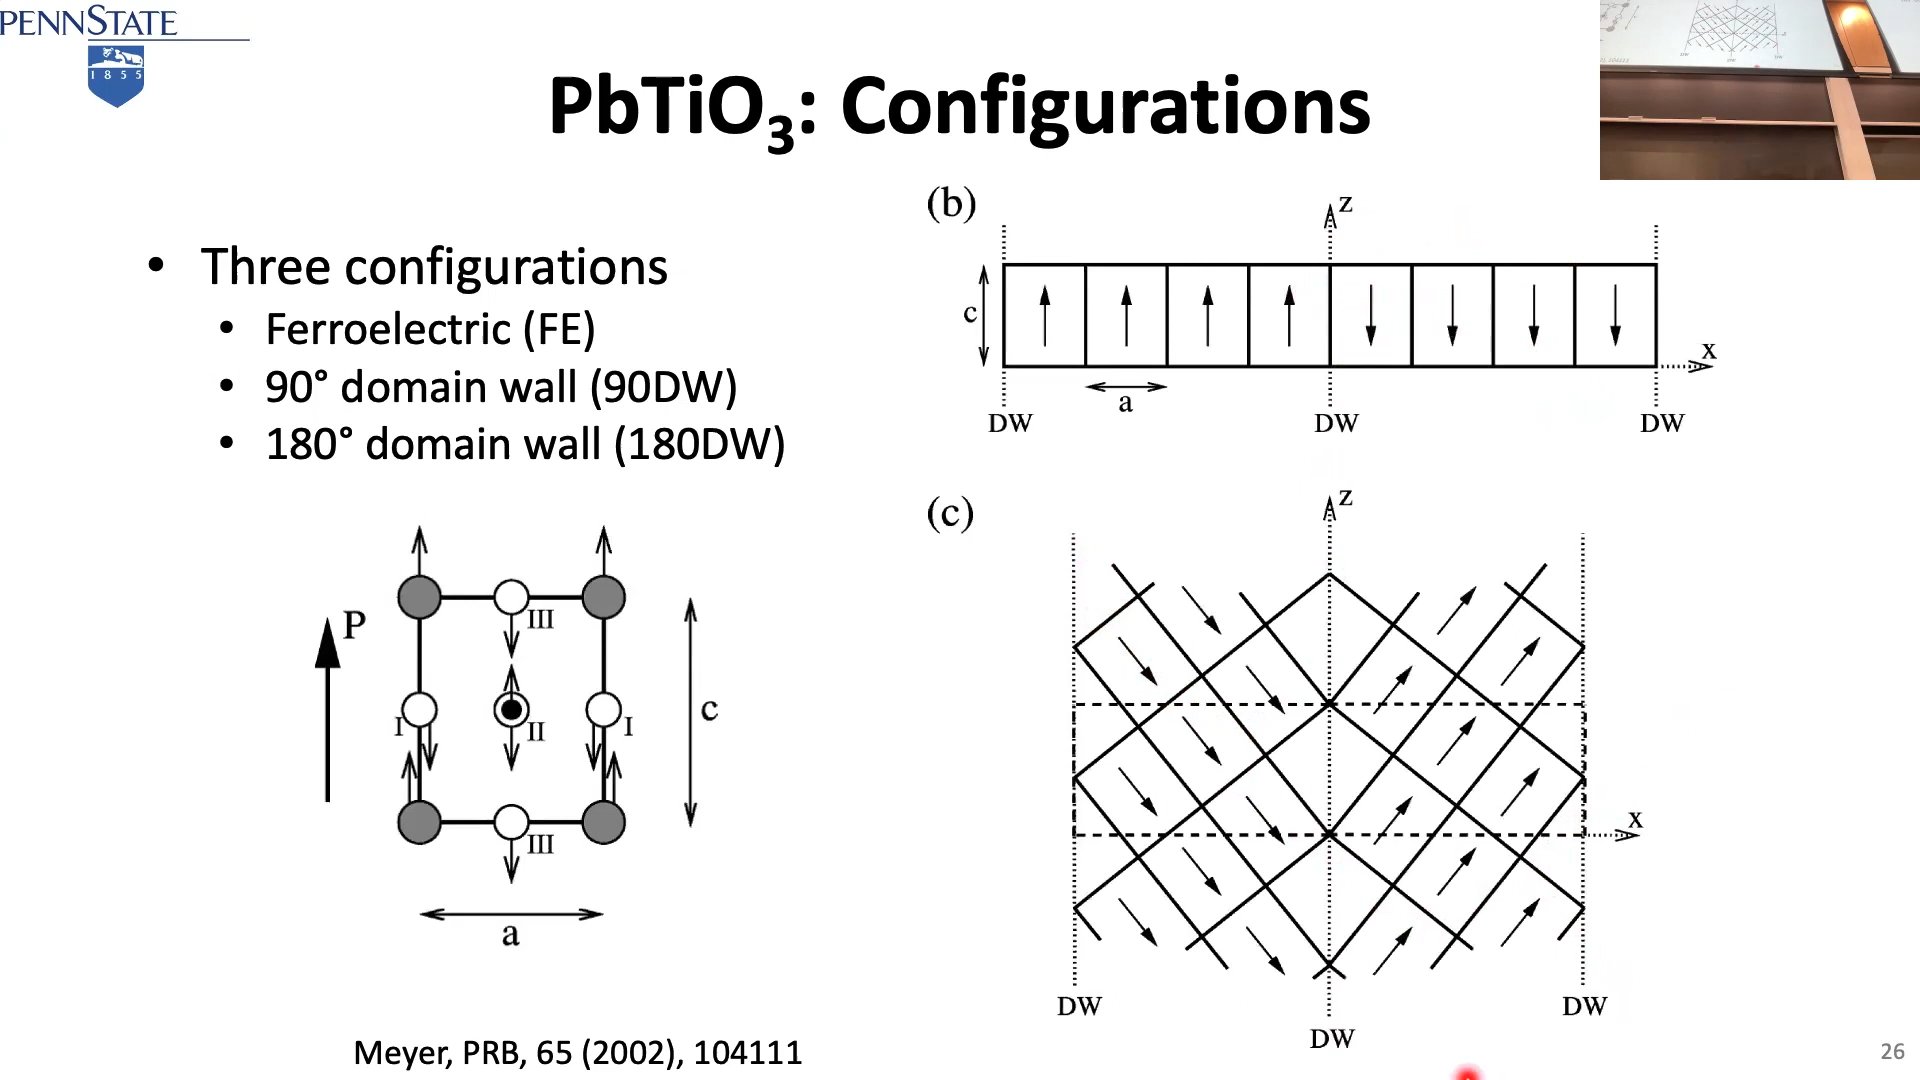 PENNSTATE
1855
PbTiO₃: Configurations
• Three configurations
• Ferroelectric (FE)
• 90° domain wall (90DW)
• 180° domain wall (180DW)
P
III
I
II
I
III
c
a
Meyer, PRB, 65 (2002), 104111
(b)
z
c
x
a
DW
DW
DW
(c)
z
x
DW
DW
DW
26